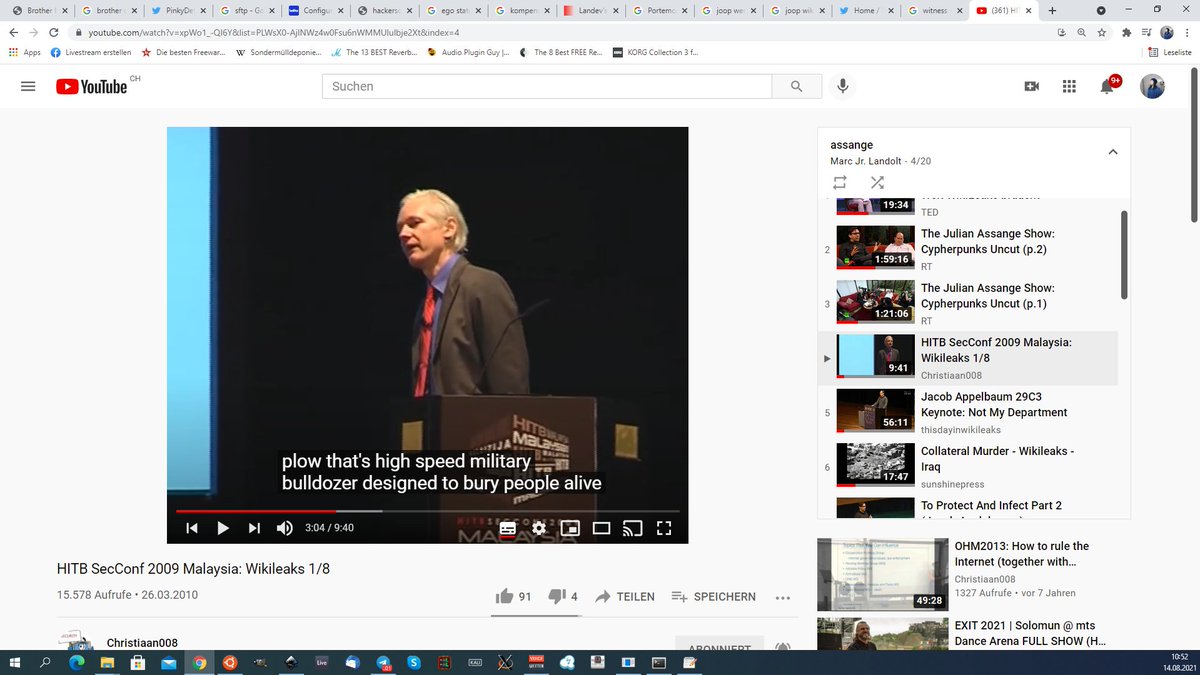 Brother
brother
PinkyDe
sftp - G
Configur
hackers
ego stat
kompen
Landev's
Portemo
joop we
joop wik
Home /
witness
(361) HI
youtube.com/watch?v=xpWo1_-QI6Y&list=PLWsX0-AjINWz4w0Fsu6nWMMUIuIbje2Xt&index=4
Apps
Livestream erstellen
Die besten Freewar...
Sondermülldeponie...
The 13 BEST Reverb...
Audio Plugin Guy |...
The 8 Best FREE Re...
KORG Collection 3 f...
Leseliste
YouTube CH
Suchen
9+
HITB
Malaysia
plow that's high speed military
bulldozer designed to bury people alive
HITBSECCONF2009
MALAYSIA
3:04 / 9:40
HITB SecConf 2009 Malaysia: Wikileaks 1/8
15.578 Aufrufe • 26.03.2010
91
4
TEILEN
SPEICHERN
Christiaan008
ABONNIERT
assange
Marc Jr. Landolt - 4/20
19:34
TED
2
1:59:16
The Julian Assange Show:
Cypherpunks Uncut (p.2)
RT
3
1:21:06
The Julian Assange Show:
Cypherpunks Uncut (p.1)
RT
9:41
HITB SecConf 2009 Malaysia:
Wikileaks 1/8
Christiaan008
5
56:11
Jacob Appelbaum 29C3
Keynote: Not My Department
thisdayinwikileaks
6
17:47
Collateral Murder - Wikileaks -
Iraq
sunshinepress
To Protect And Infect Part 2
49:28
OHM2013: How to rule the
Internet (together with...
Christiaan008
1327 Aufrufe • vor 7 Jahren
EXIT 2021 | Solomun @ mts
Dance Arena FULL SHOW (H...
Live
KALI
10:52
14.08.2021